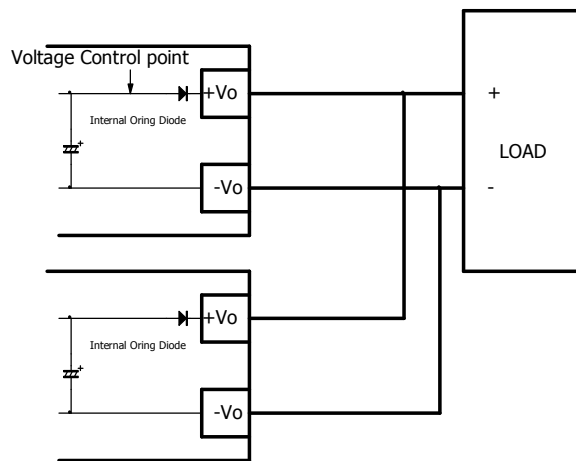 Voltage Control point
+Vo
+
Internal Oring Diode
+
LOAD
-Vo
-
+Vo
Internal Oring Diode
+
-Vo